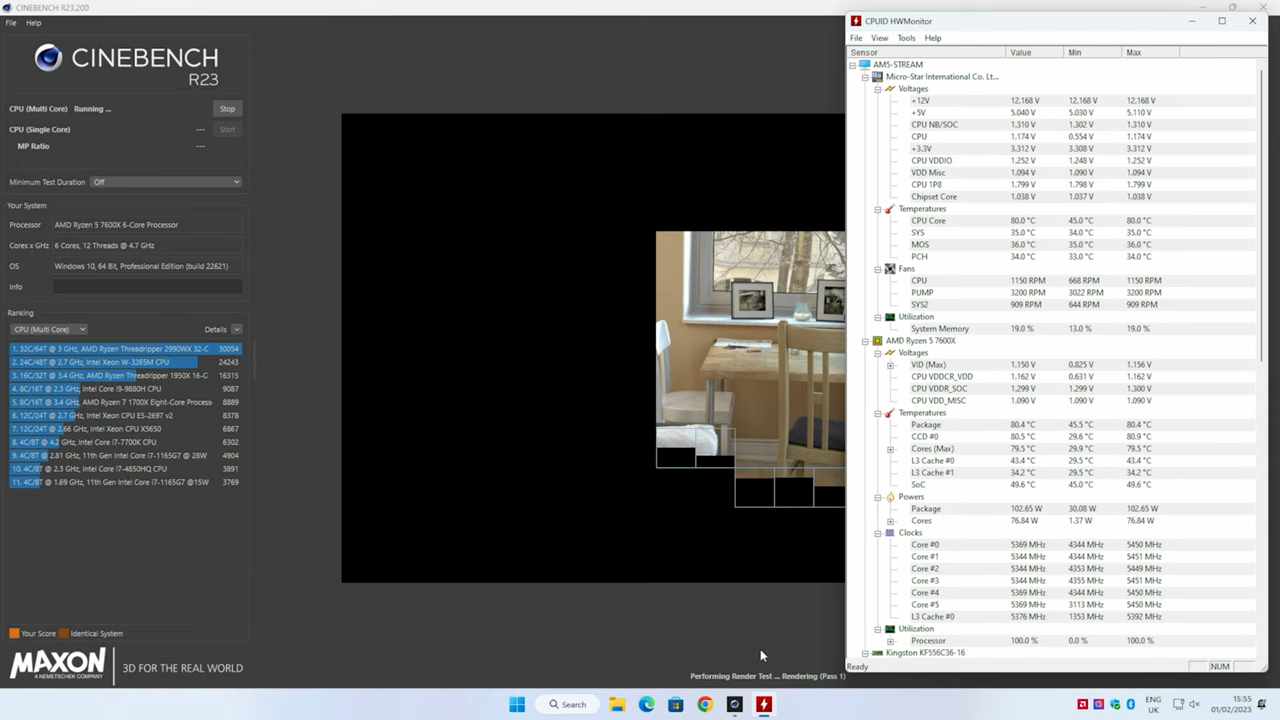 CINEBENCH R23.200
File Help
CINEBENCH
R23
CPU (Multi Core) Running ... Stop
CPU (Single Core) --- Start
MP Ratio ---
Minimum Test Duration Off
Your System
Processor AMD Ryzen 5 7600X 6-Core Processor
Cores x GHz 6 Cores, 12 Threads @ 4.7 GHz
OS Windows 10, 64 Bit, Professional Edition (build 22621)
Info
Ranking
CPU (Multi Core) Details
1. 32C/64T @ 3 GHz, AMD Ryzen Threadripper 2990WX 32-C 30054
2. 24C/48T @ 2.7 GHz, Intel Xeon W-3265M CPU 24243
3. 16C/32T @ 3.4 GHz, AMD Ryzen Threadripper 1950X 16-C 16315
4. 8C/16T @ 2.3 GHz, Intel Core i9-9880H CPU 9087
5. 8C/16T @ 3.4 GHz, AMD Ryzen 7 1700X Eight-Core Process 8889
6. 12C/24T @ 2.7 GHz, Intel Xeon CPU E5-2697 v2 8378
7. 12C/24T @ 2.66 GHz, Intel Xeon CPU X5650 6867
8. 4C/8T @ 4.2 GHz, Intel Core i7-7700K CPU 6302
9. 4C/8T @ 2.81 GHz, 11th Gen Intel Core i7-1165G7 @ 28W 4904
10. 4C/8T @ 2.3 GHz, Intel Core i7-4850HQ CPU 3891
11. 4C/8T @ 1.69 GHz, 11th Gen Intel Core i7-1165G7 @15W 3769
Your Score Identical System
MAXON
A NEMETSCHEK COMPANY
3D FOR THE REAL WORLD
Performing Render Test ... Rendering (Pass 1)
CPUID HWMonitor
File View Tools Help
Sensor Value Min Max
AM5-STREAM
Micro-Star International Co. Lt...
Voltages
+12V 12.168 V 12.168 V 12.168 V
+5V 5.040 V 5.030 V 5.110 V
CPU NB/SOC 1.310 V 1.302 V 1.310 V
CPU 1.174 V 0.554 V 1.174 V
+3.3V 3.312 V 3.308 V 3.312 V
CPU VDDIO 1.252 V 1.248 V 1.252 V
VDD Misc 1.094 V 1.090 V 1.094 V
CPU 1P8 1.799 V 1.798 V 1.799 V
Chipset Core 1.038 V 1.037 V 1.038 V
Temperatures
CPU Core 80.0 °C 45.0 °C 80.0 °C
SYS 35.0 °C 34.0 °C 35.0 °C
MOS 36.0 °C 35.0 °C 36.0 °C
PCH 34.0 °C 33.0 °C 34.0 °C
Fans
CPU 1150 RPM 668 RPM 1150 RPM
PUMP 3200 RPM 3022 RPM 3200 RPM
SYS2 909 RPM 644 RPM 909 RPM
Utilization
System Memory 19.0 % 13.0 % 19.0 %
AMD Ryzen 5 7600X
Voltages
VID (Max) 1.150 V 0.825 V 1.156 V
CPU VDDCR_VDD 1.162 V 0.631 V 1.162 V
CPU VDDR_SOC 1.299 V 1.299 V 1.300 V
CPU VDD_MISC 1.090 V 1.090 V 1.090 V
Temperatures
Package 80.4 °C 45.5 °C 80.4 °C
CCD #0 80.5 °C 29.6 °C 80.9 °C
Cores (Max) 79.5 °C 29.9 °C 79.5 °C
L3 Cache #0 43.4 °C 29.5 °C 43.4 °C
L3 Cache #1 34.2 °C 29.5 °C 34.2 °C
SoC 49.6 °C 45.0 °C 49.6 °C
Powers
Package 102.65 W 30.08 W 102.65 W
Cores 76.84 W 1.37 W 76.84 W
Clocks
Core #0 5369 MHz 4344 MHz 5450 MHz
Core #1 5344 MHz 4344 MHz 5451 MHz
Core #2 5344 MHz 4353 MHz 5449 MHz
Core #3 5344 MHz 4355 MHz 5451 MHz
Core #4 5369 MHz 4344 MHz 5450 MHz
Core #5 5369 MHz 3113 MHz 5450 MHz
L3 Cache #0 5376 MHz 1353 MHz 5392 MHz
Utilization
Processor 100.0 % 0.0 % 100.0 %
Kingston KF556C36-16
Ready NUM
Search
ENG
UK
15:55
01/02/2023